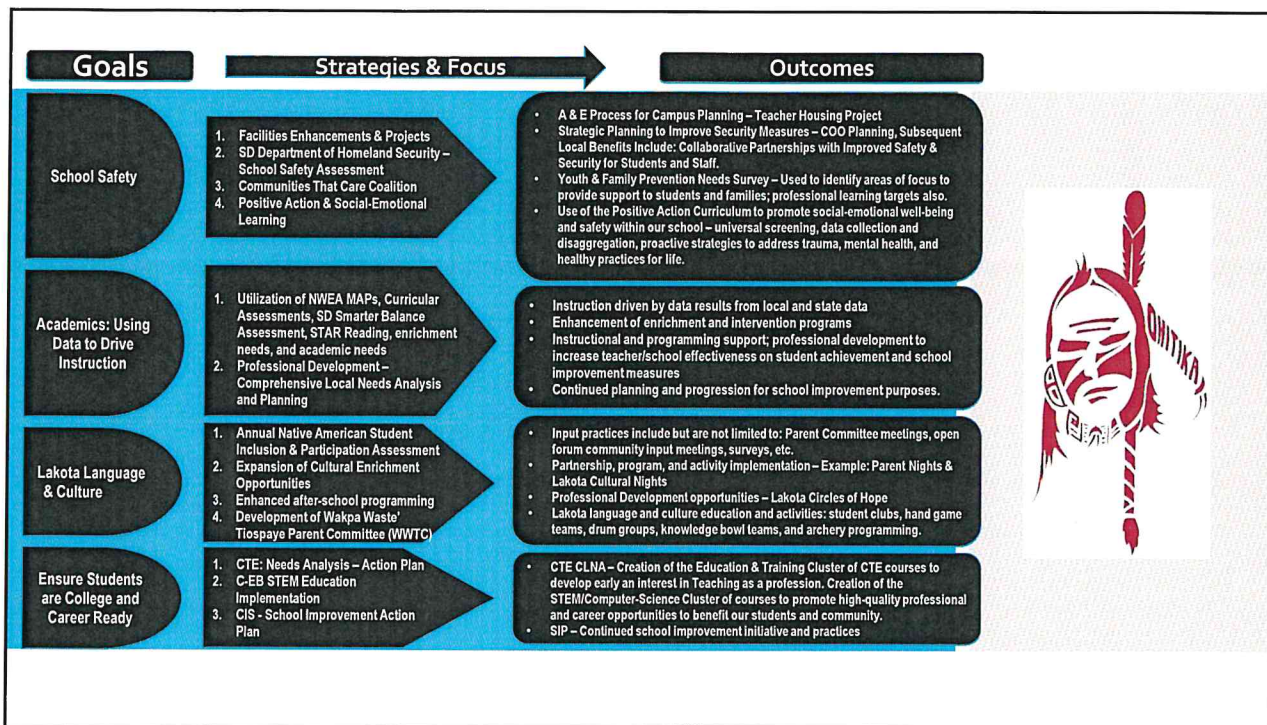 Goals
Strategies & Focus
Outcomes
School Safety
1. Facilities Enhancements & Projects
2. SD Department of Homeland Security –
School Safety Assessment
3. Communities That Care Coalition
4. Positive Action & Social-Emotional
Learning
• A & E Process for Campus Planning – Teacher Housing Project
• Strategic Planning to Improve Security Measures – COO Planning, Subsequent
Local Benefits Include: Collaborative Partnerships with Improved Safety &
Security for Students and Staff.
• Youth & Family Prevention Needs Survey – Used to identify areas of focus to
provide support to students and families; professional learning targets also.
• Use of the Positive Action Curriculum to promote social-emotional well-being
and safety within our school – universal screening, data collection and
disaggregation, proactive strategies to address trauma, mental health, and
healthy practices for life.
Academics: Using
Data to Drive
Instruction
1. Utilization of NWEA MAPs, Curricular
Assessments, SD Smarter Balance
Assessment, STAR Reading, enrichment
needs, and academic needs
2. Professional Development –
Comprehensive Local Needs Analysis
and Planning
• Instruction driven by data results from local and state data
• Enhancement of enrichment and intervention programs
• Instructional and programming support; professional development to
increase teacher/school effectiveness on student achievement and school
improvement measures
• Continued planning and progression for school improvement purposes.
Lakota Language
& Culture
1. Annual Native American Student
Inclusion & Participation Assessment
2. Expansion of Cultural Enrichment
Opportunities
3. Enhanced after-school programming
4. Development of Wakpa Waste'
Tiospaye Parent Committee (WWTC)
• Input practices include but are not limited to: Parent Committee meetings, open
forum community input meetings, surveys, etc.
• Partnership, program, and activity implementation – Example: Parent Nights &
Lakota Cultural Nights
• Professional Development opportunities – Lakota Circles of Hope
• Lakota language and culture education and activities: student clubs, hand game
teams, drum groups, knowledge bowl teams, and archery programming.
Ensure Students
are College and
Career Ready
1. CTE: Needs Analysis – Action Plan
2. C-EB STEM Education
Implementation
3. CIS - School Improvement Action
Plan
• CTE CLNA – Creation of the Education & Training Cluster of CTE courses to
develop early an interest in Teaching as a profession. Creation of the
STEM/Computer-Science Cluster of courses to promote high-quality professional
and career opportunities to benefit our students and community.
• SIP – Continued school improvement initiative and practices
OHITIKA